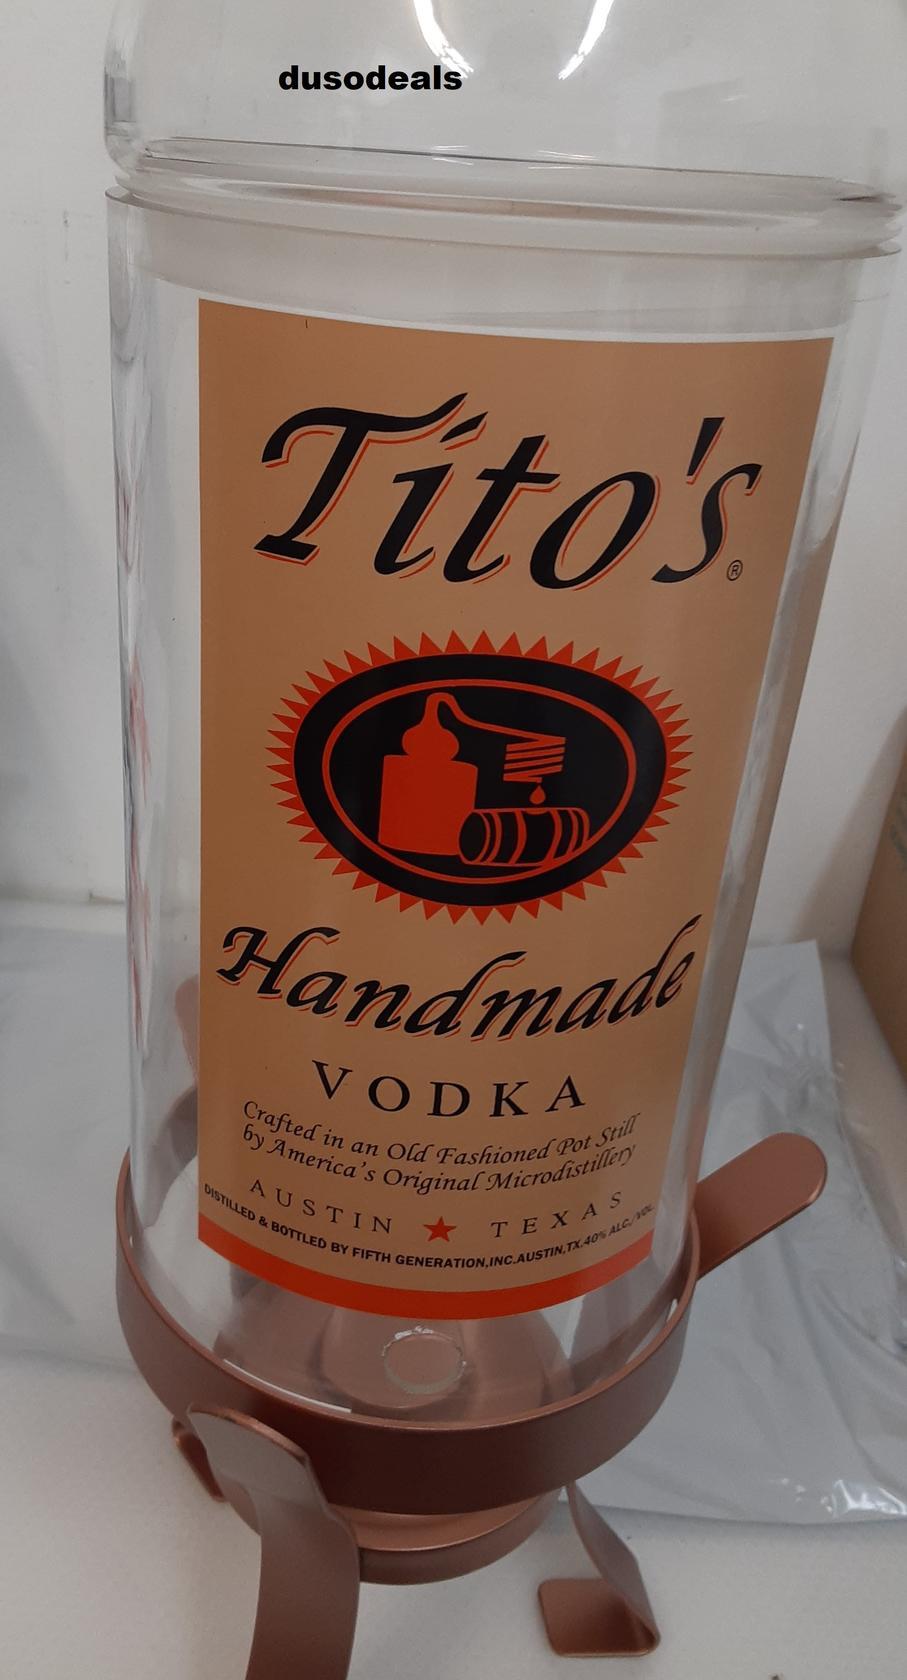 dusodeals
Tito's®
Handmade
VODKA
Crafted in an Old Fashioned Pot Still
by America's Original Microdistillery
AUSTIN ★ TEXAS
DISTILLED & BOTTLED BY FIFTH GENERATION,INC.AUSTIN,TX.40% ALC./VOL.